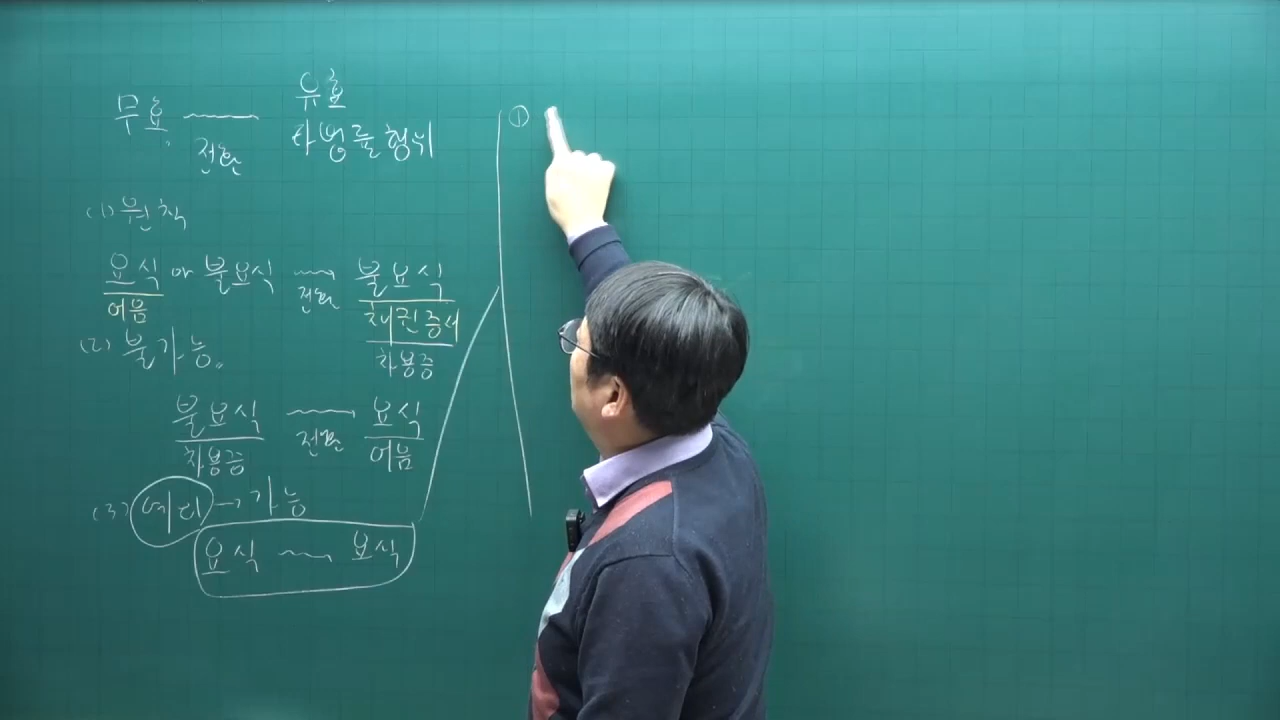 무효 유효
전환 타법률행위
(1) 원칙
요식 or 불요식 전환 불요식
어음 채권증서
차용증
(2) 불가능。
불요식 전환 요식
차용증 어음
(3) 예외 → 가능
요식 요식
①